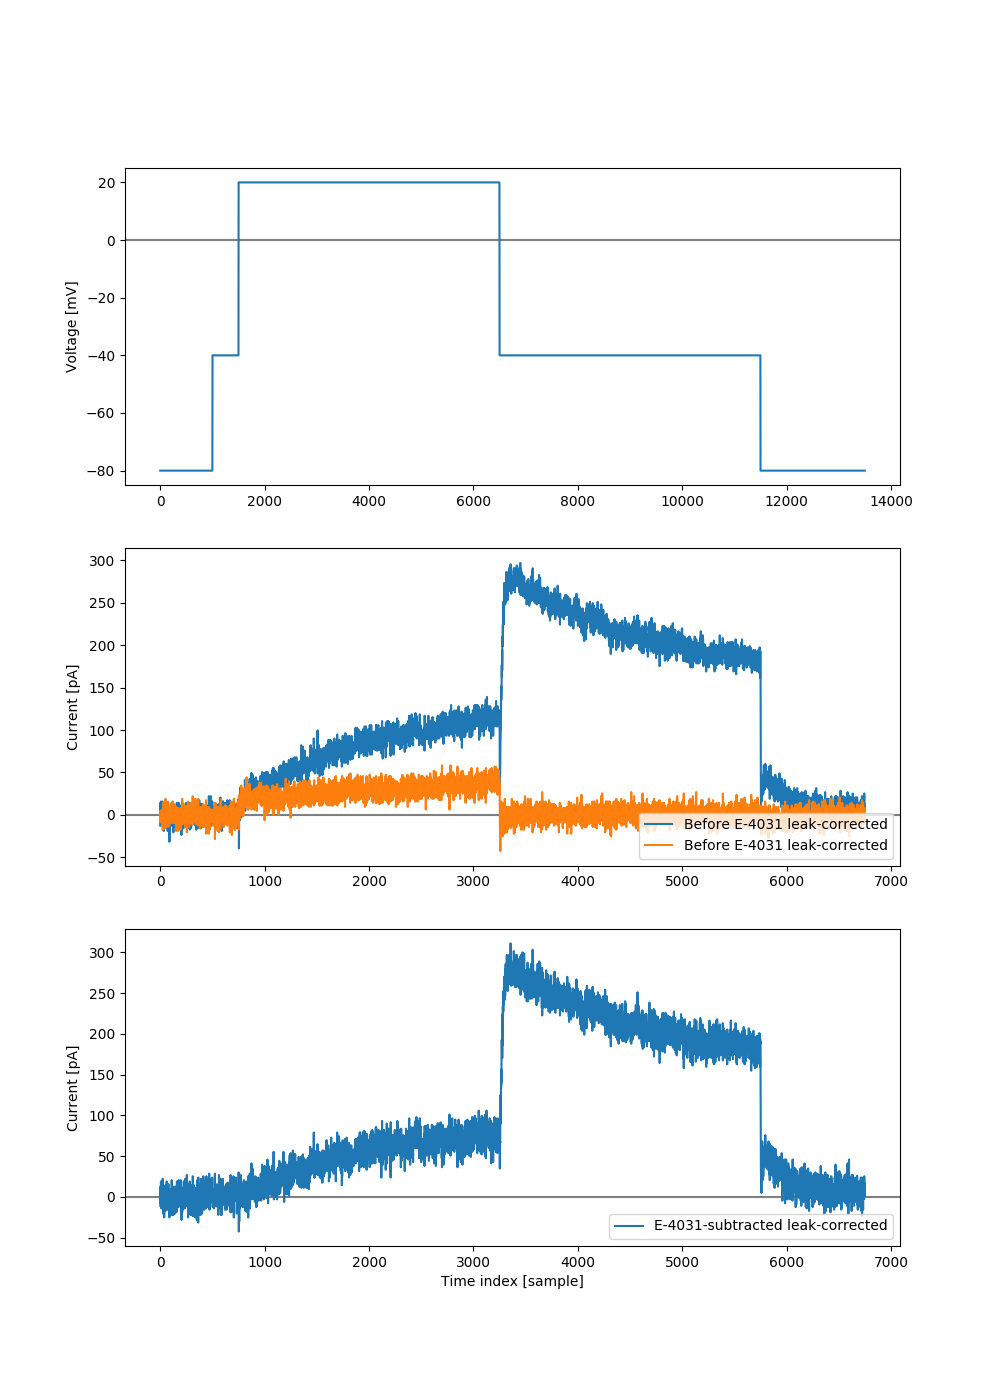 20
0
−20
−40
−60
−80
Voltage [mV]
0 2000 4000 6000 8000 10000 12000 14000
300
250
200
150
100
50
0
−50
Current [pA]
Before E-4031 leak-corrected
Before E-4031 leak-corrected
0 1000 2000 3000 4000 5000 6000 7000
300
250
200
150
100
50
0
−50
Current [pA]
E-4031-subtracted leak-corrected
0 1000 2000 3000 4000 5000 6000 7000
Time index [sample]